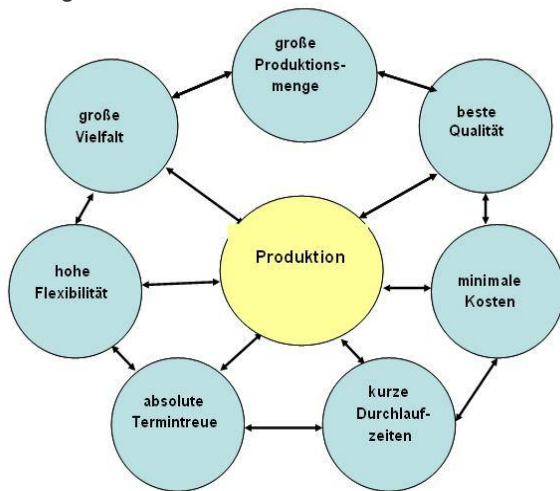 große
Produktions-
menge
große
Vielfalt
beste
Qualität
Produktion
hohe
Flexibilität
minimale
Kosten
absolute
Termintreue
kurze
Durchlauf-
zeiten